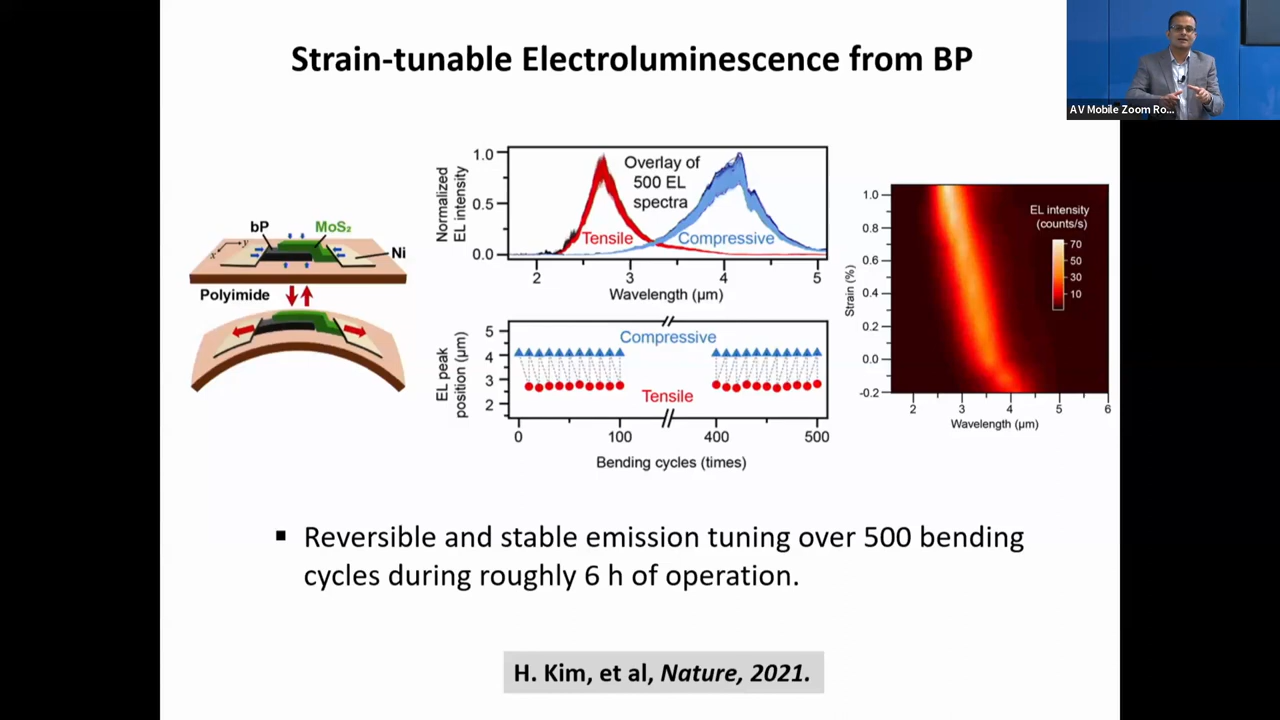 Strain-tunable Electroluminescence from BP
AV Mobile Zoom Ro...
bP
MoS₂
Ni
x
y
Polyimide
Normalized
EL intensity
1.0
0.5
0.0
Overlay of
500 EL
spectra
Tensile
Compressive
2 3 4 5
Wavelength (μm)
EL peak
position (μm)
5
4
3
2
Compressive
Tensile
0 100 400 500
Bending cycles (times)
Strain (%)
1.0
0.8
0.6
0.4
0.2
0.0
-0.2
EL intensity
(counts/s)
70
50
30
10
2 3 4 5 6
Wavelength (μm)
▪ Reversible and stable emission tuning over 500 bending
cycles during roughly 6 h of operation.
H. Kim, et al, Nature, 2021.